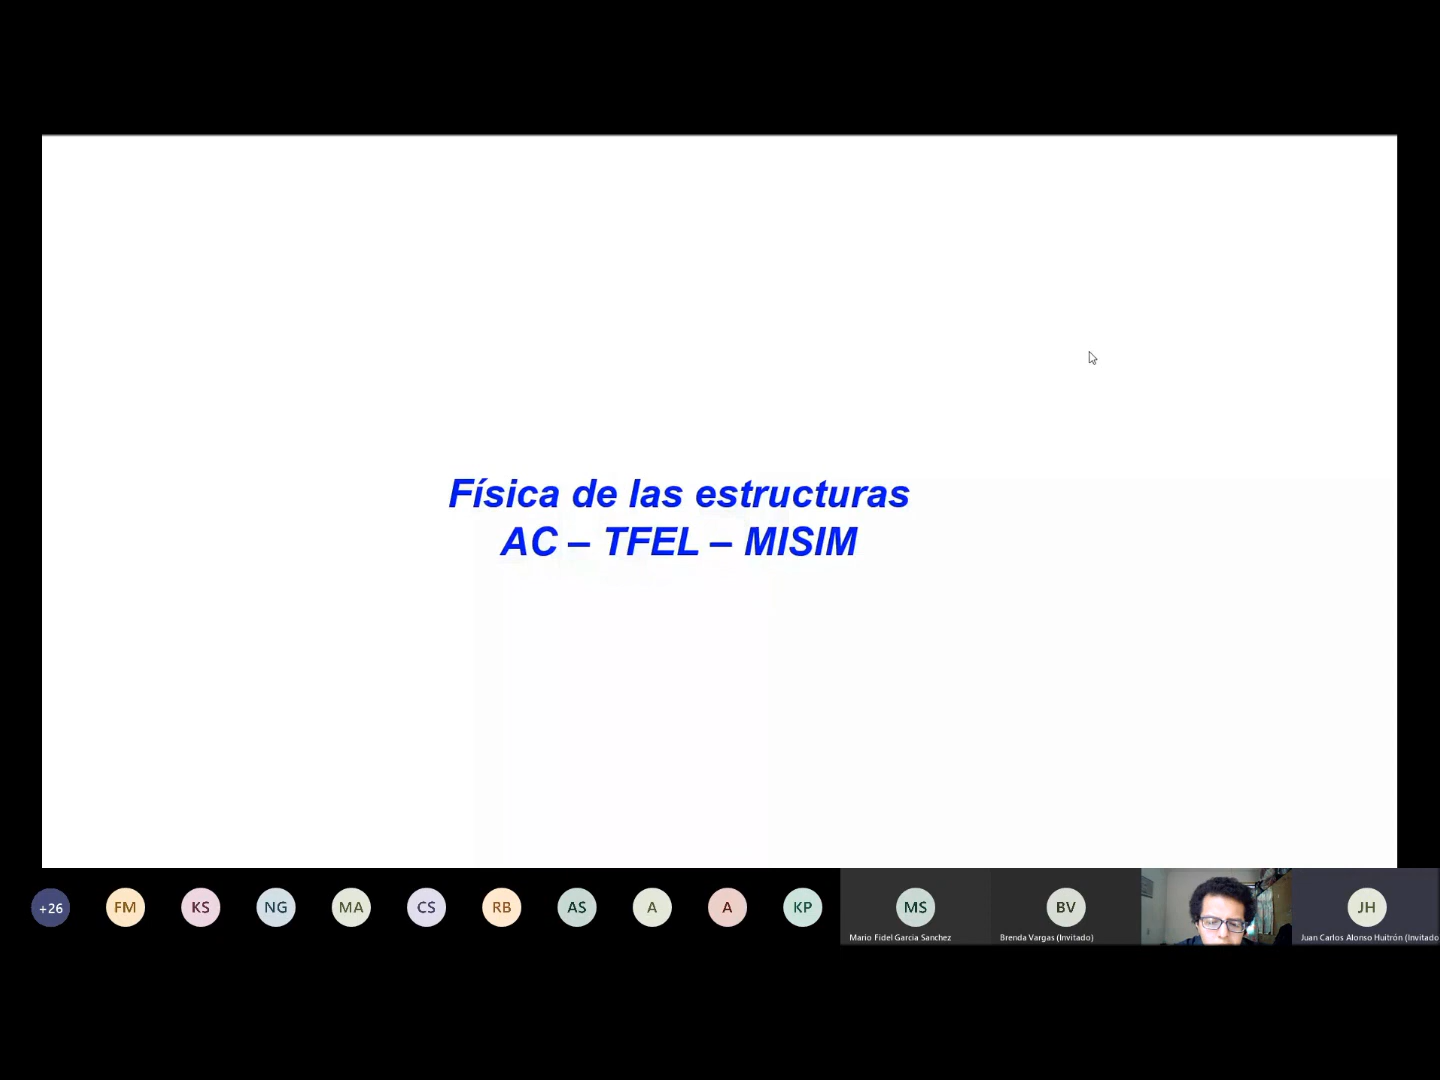 Física de las estructuras
AC – TFEL – MISIM
+26
FM
KS
NG
MA
CS
RB
AS
A
A
KP
MS
BV
JH
Mario Fidel Garcia Sanchez
Brenda Vargas (Invitado)
Juan Carlos Alonso Huitrón (Invitado